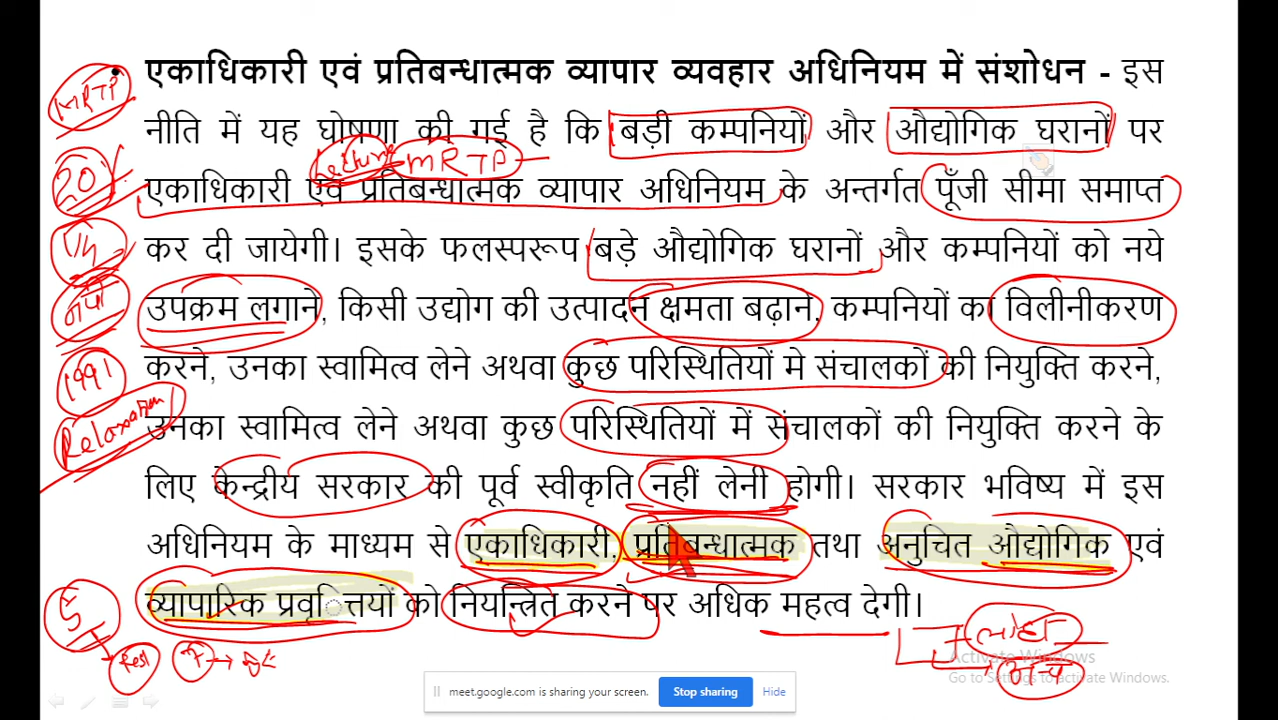 एकाधिकारी एवं प्रतिबन्धात्मक व्यापार व्यवहार अधिनियम में संशोधन - इस
MRTP
नीति में यह घोषणा की गई है कि बड़ी कम्पनियों और औद्योगिक घरानों पर
Lecture MRTP
20
एकाधिकारी एवं प्रतिबन्धात्मक व्यापार अधिनियम के अन्तर्गत पूँजी सीमा समाप्त
कर दी जायेगी। इसके फलस्परूप बड़े औद्योगिक घरानों और कम्पनियों को नये
उपक्रम लगाने, किसी उद्योग की उत्पादन क्षमता बढ़ाने, कम्पनियों का विलीनीकरण
1991
करने, उनका स्वामित्व लेने अथवा कुछ परिस्थितियों मे संचालकों की नियुक्ति करने,
Relaxation
उनका स्वामित्व लेने अथवा कुछ परिस्थितियों में संचालकों की नियुक्ति करने के
लिए केन्द्रीय सरकार की पूर्व स्वीकृति नहीं लेनी होगी। सरकार भविष्य में इस
अधिनियम के माध्यम से एकाधिकारी, प्रतिबन्धात्मक तथा अनुचित औद्योगिक एवं
व्यापारिक प्रवृित्तयों को नियन्त्रित करने पर अधिक महत्व देगी।
Activate Windows
Go to Settings to activate Windows.
meet.google.com is sharing your screen. Stop sharing Hide